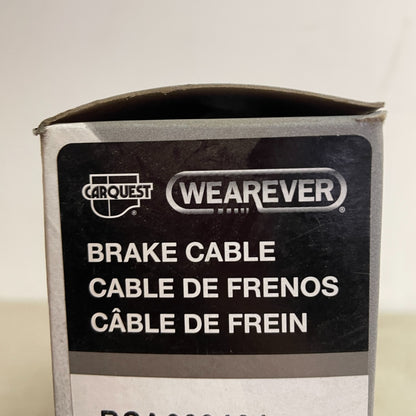 CARQUEST WEAREVER
BRAKE CABLE
CABLE DE FRENOS
CÂBLE DE FREIN